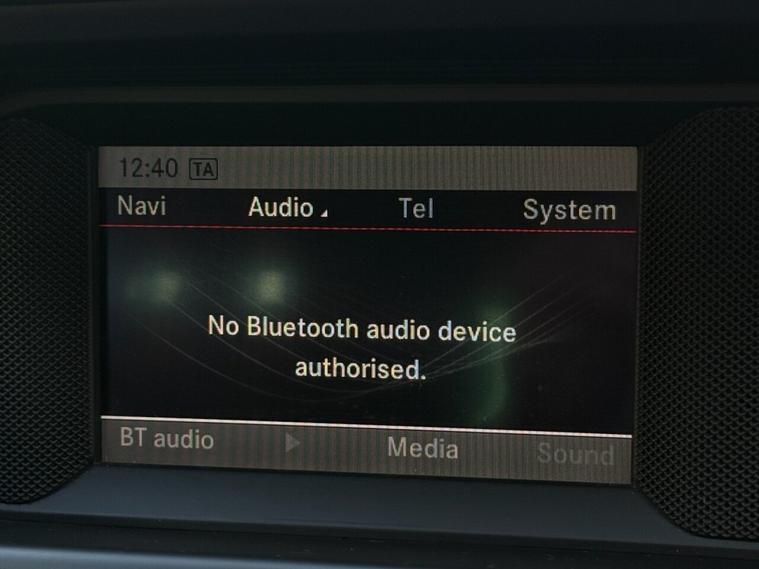 12:40 TA
Navi Audio Tel System
No Bluetooth audio device
authorised.
BT audio Media Sound